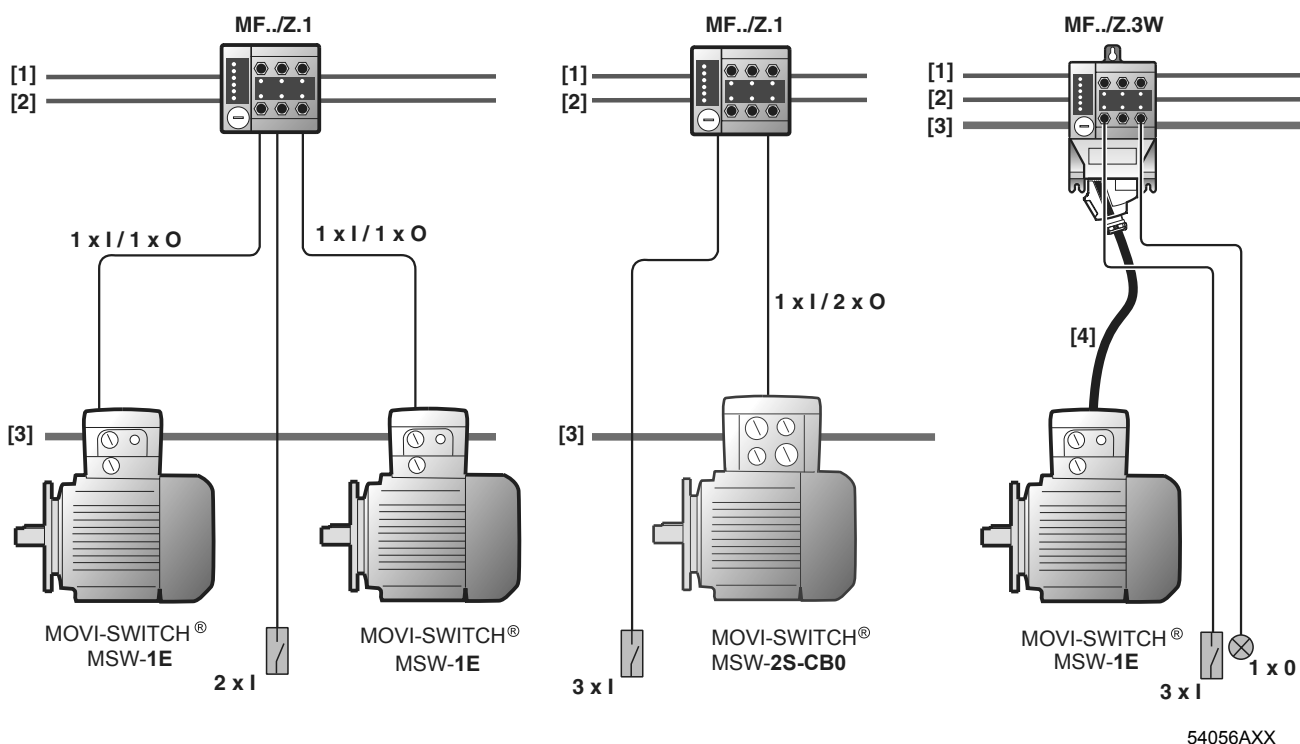 MF../Z.1
[1]
[2]
1 x I / 1 x O
1 x I / 1 x O
[3]
MOVI-SWITCH®
MSW-1E
2 x I
MOVI-SWITCH®
MSW-1E
MF../Z.1
[1]
[2]
1 x I / 2 x O
[3]
3 x I
MOVI-SWITCH®
MSW-2S-CB0
MF../Z.3W
[1]
[2]
[3]
[4]
MOVI-SWITCH®
MSW-1E
3 x I
1 x 0
54056AXX